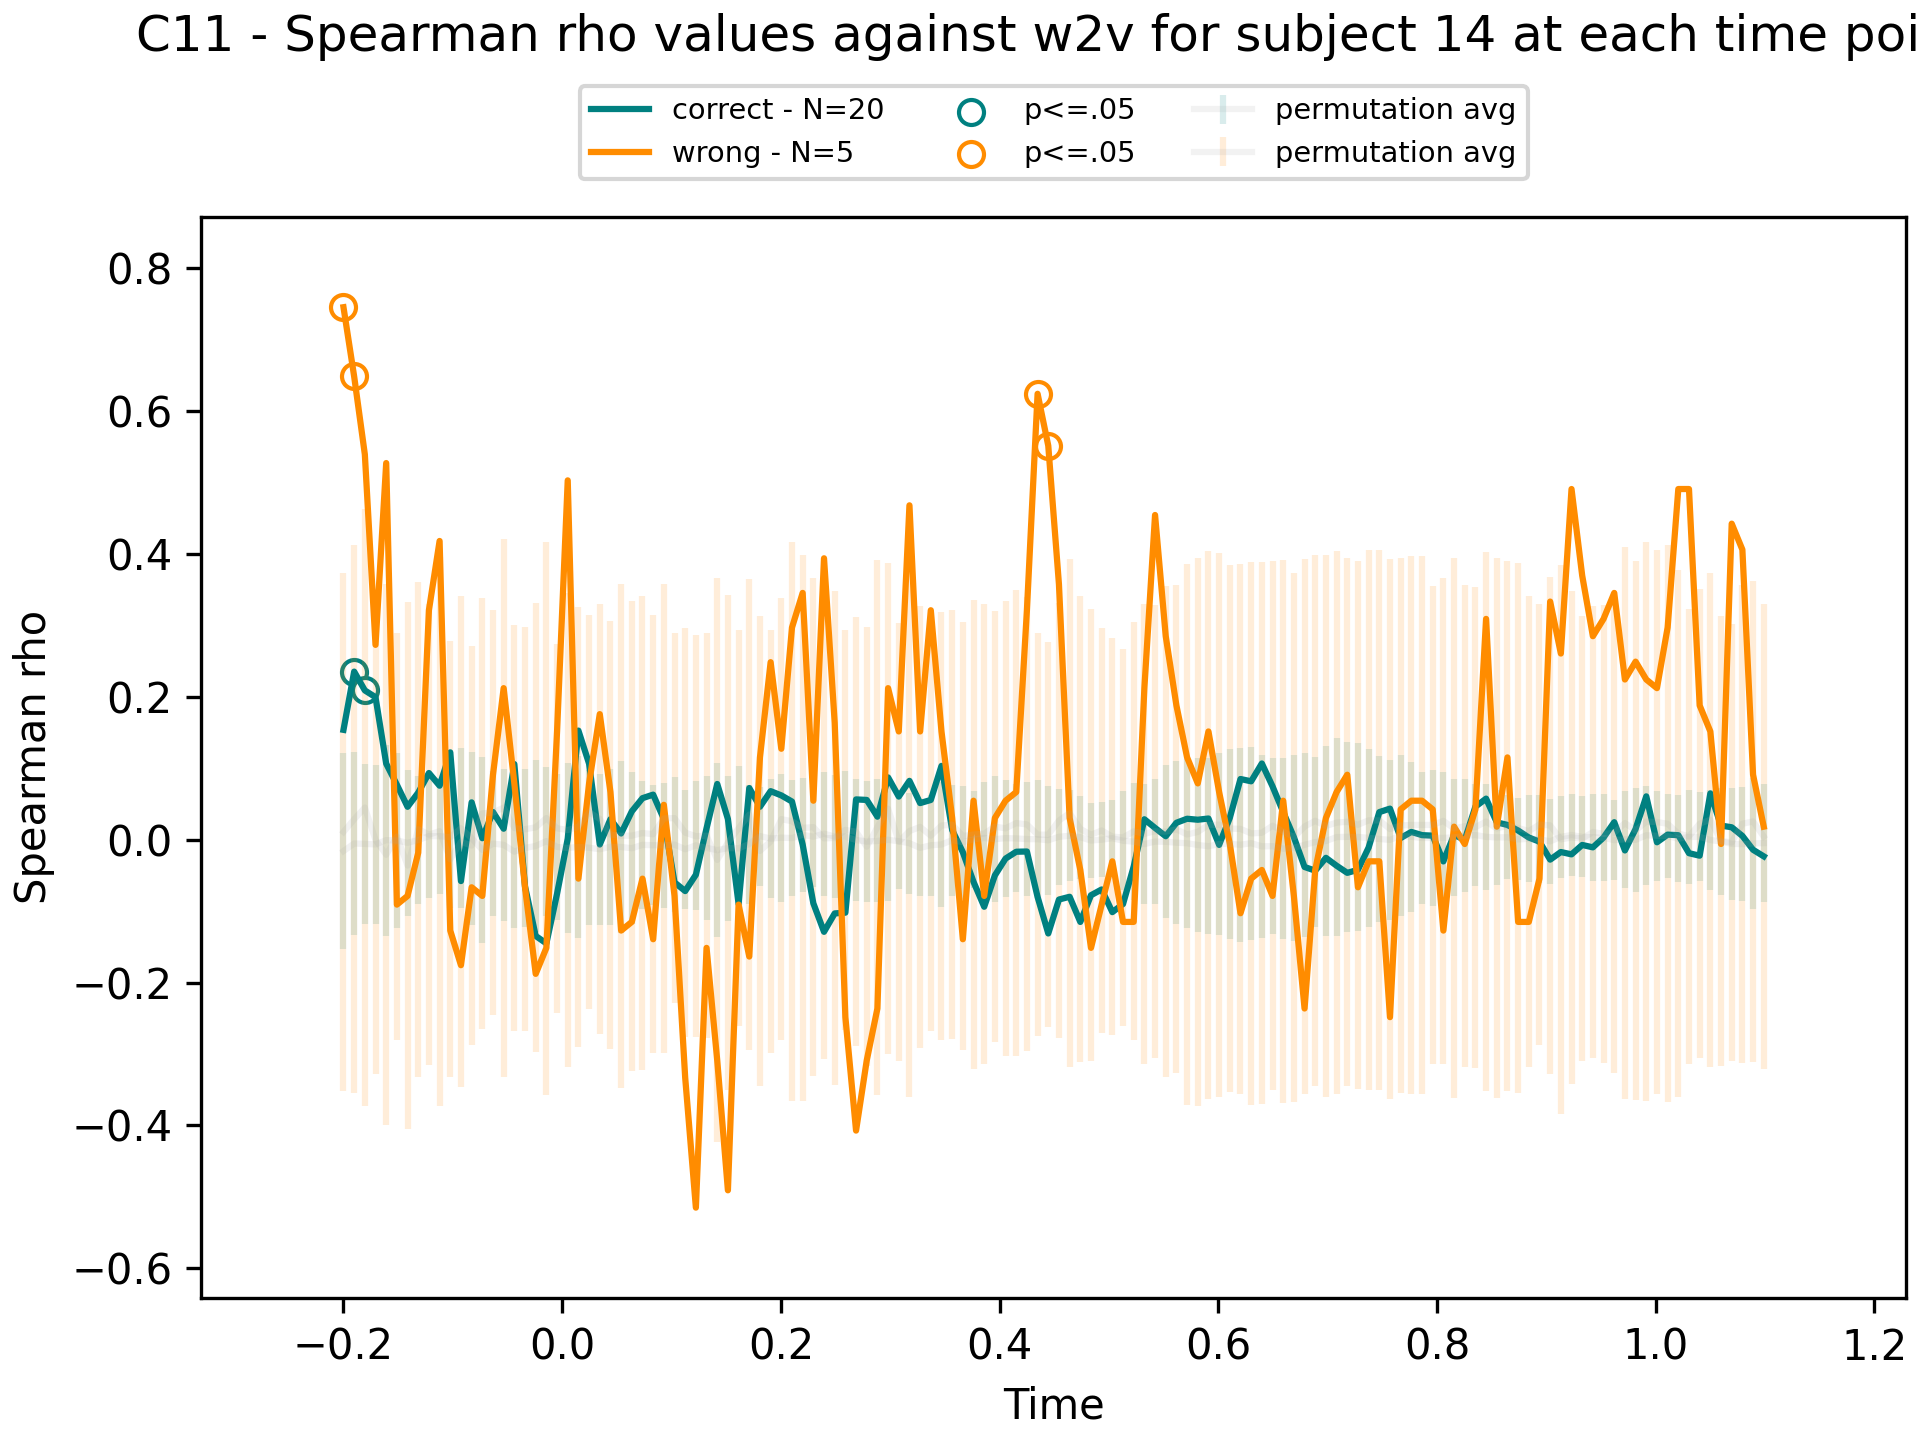 C11 - Spearman rho values against w2v for subject 14 at each time poi
correct - N=20
wrong - N=5
p<=.05
p<=.05
permutation avg
permutation avg
Spearman rho
0.8
0.6
0.4
0.2
0.0
−0.2
−0.4
−0.6
−0.2 0.0 0.2 0.4 0.6 0.8 1.0 1.2
Time